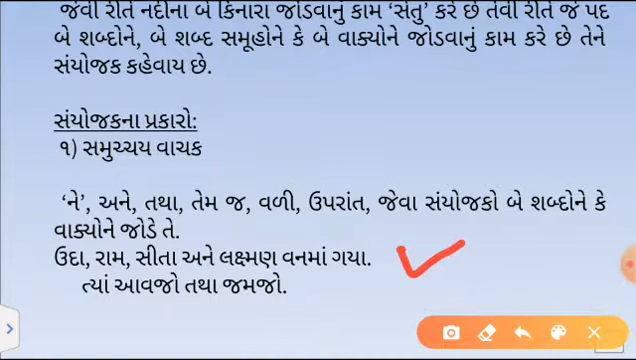 જેવી રીતે નદીના બે કિનારા જોડવાનું કામ ‘સેતુ’ કરે છે તેવી રીતે જે પદ
બે શબ્દોને, બે શબ્દ સમૂહોને કે બે વાક્યોને જોડવાનું કામ કરે છે તેને
સંયોજક કહેવાય છે.
સંયોજકના પ્રકારો:
૧) સમુચ્ચય વાચક
‘ને’, અને, તથા, તેમ જ, વળી, ઉપરાંત, જેવા સંયોજકો બે શબ્દોને કે
વાક્યોને જોડે તે.
ઉદા, રામ, સીતા અને લક્ષ્મણ વનમાં ગયા.
ત્યાં આવજો તથા જમજો.